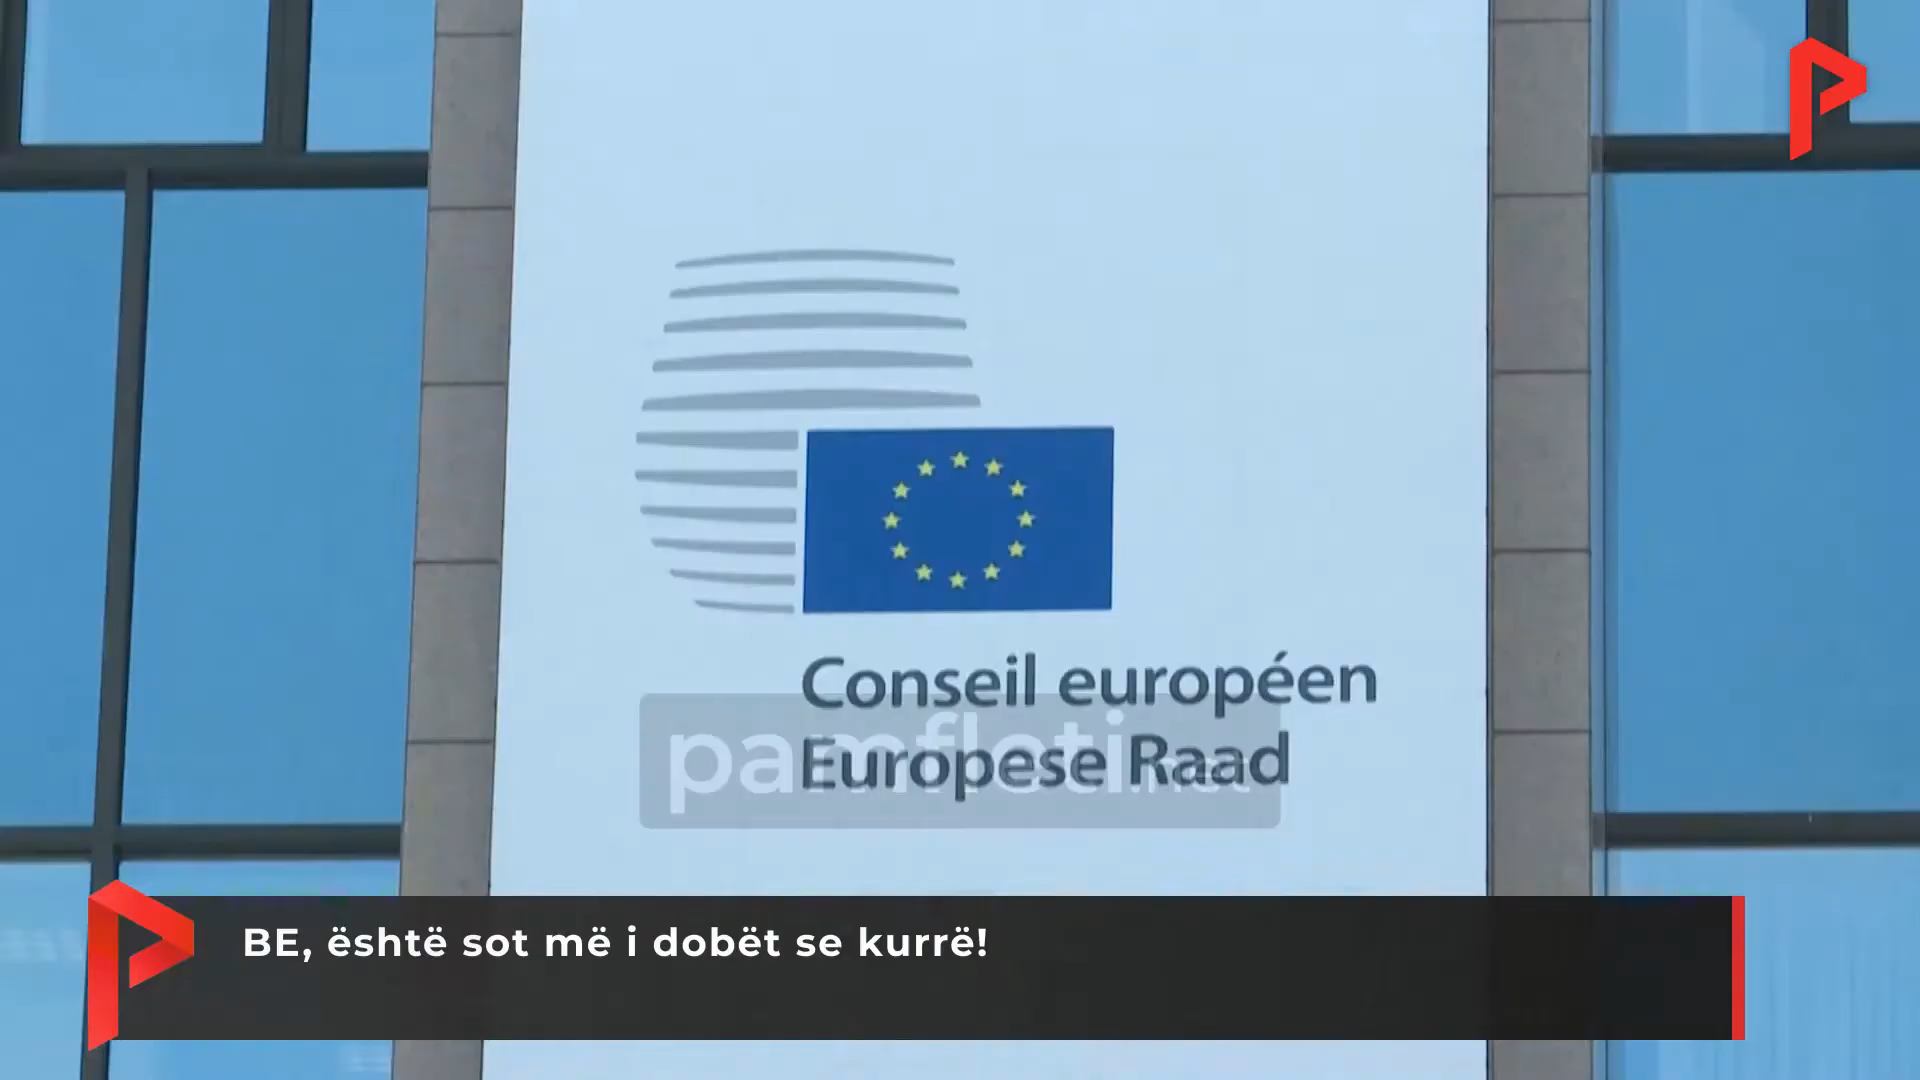 Conseil européen
Europese Raad
pamfleti.net
BE, është sot më i dobët se kurrë!